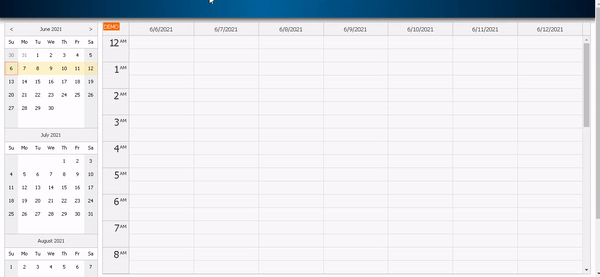 < June 2021 >
Su Mo Tu We Th Fr Sa
30 31 1 2 3 4 5
6 7 8 9 10 11 12
13 14 15 16 17 18 19
20 21 22 23 24 25 26
27 28 29 30
July 2021
Su Mo Tu We Th Fr Sa
1 2 3
4 5 6 7 8 9 10
11 12 13 14 15 16 17
18 19 20 21 22 23 24
25 26 27 28 29 30 31
August 2021
Su Mo Tu We Th Fr Sa
1 2 3 4 5 6 7
DEMO 6/6/2021 6/7/2021 6/8/2021 6/9/2021 6/10/2021 6/11/2021 6/12/2021
12 AM
1 AM
2 AM
3 AM
4 AM
5 AM
6 AM
7 AM
8 AM